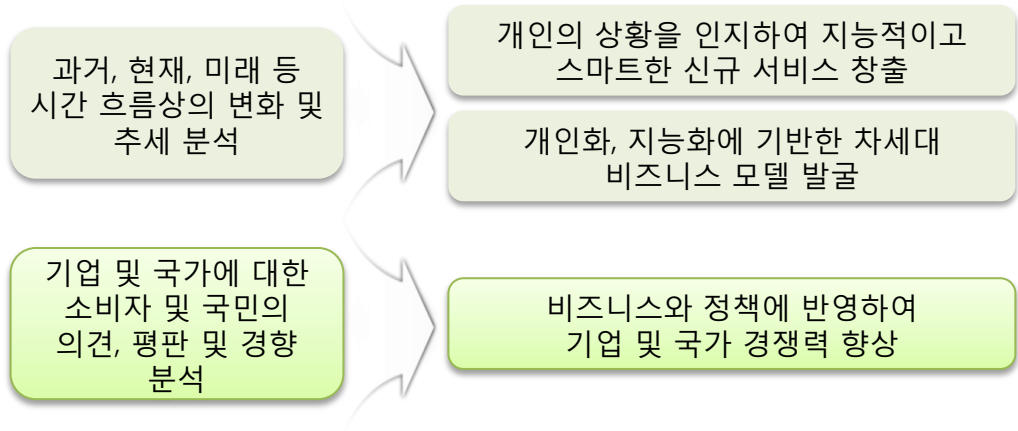 과거, 현재, 미래 등
시간 흐름상의 변화 및
추세 분석
개인의 상황을 인지하여 지능적이고
스마트한 신규 서비스 창출
개인화, 지능화에 기반한 차세대
비즈니스 모델 발굴
기업 및 국가에 대한
소비자 및 국민의
의견, 평판 및 경향
분석
비즈니스와 정책에 반영하여
기업 및 국가 경쟁력 향상